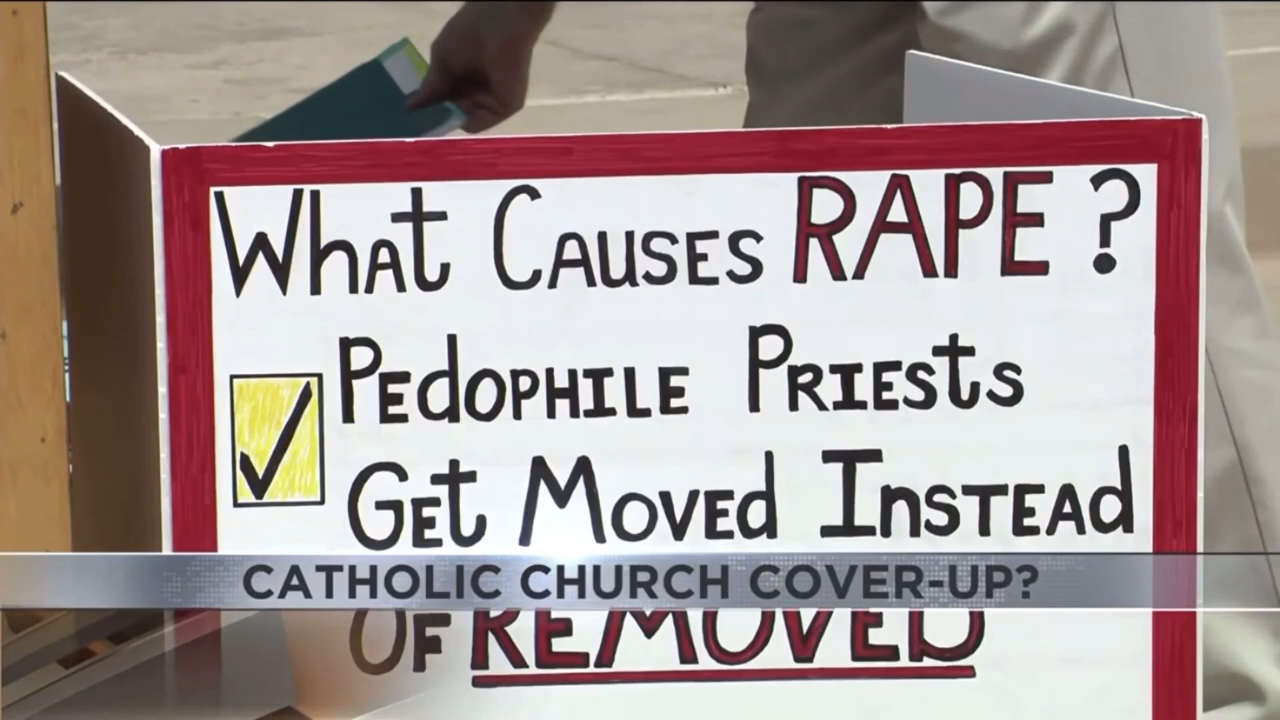 What Causes RAPE?
Pedophile Priests
Get Moved Instead
CATHOLIC CHURCH COVER-UP?
OF REMOVED